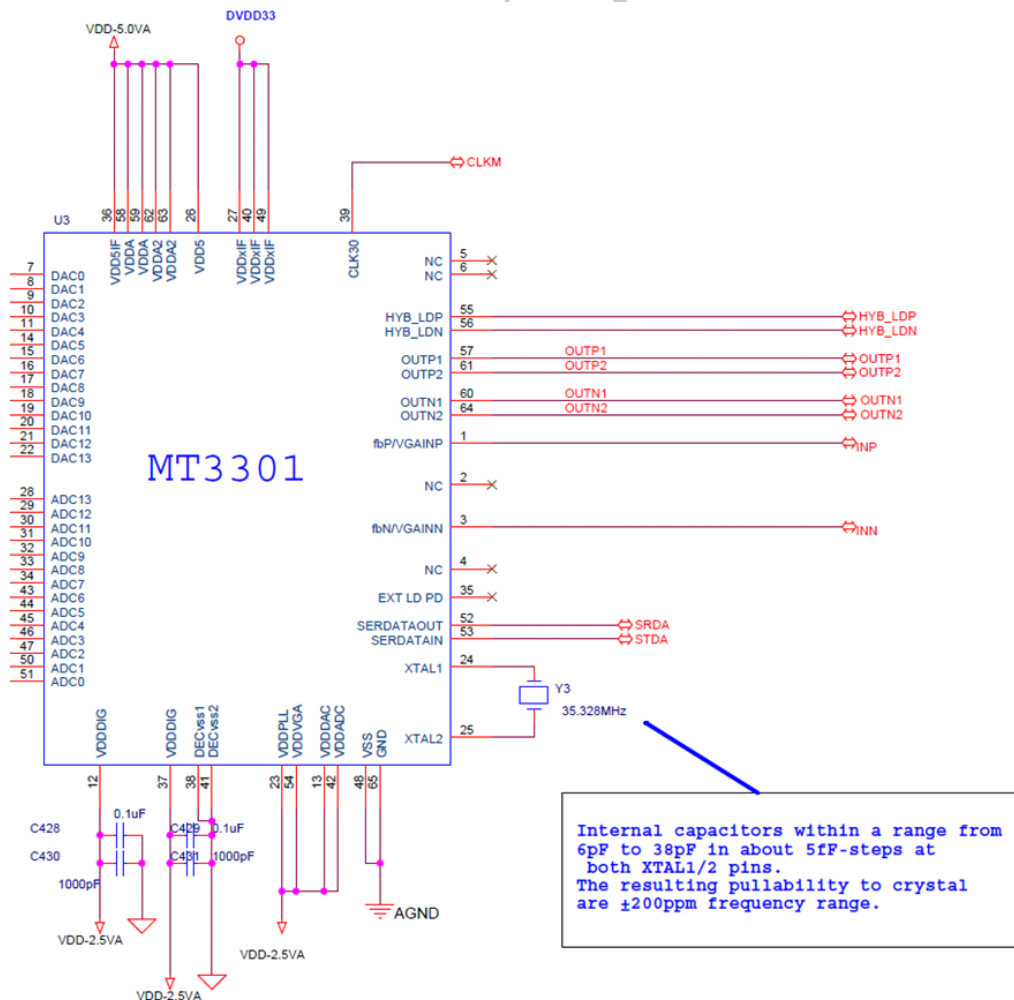 DVDD33
VDD-5.0VA
CLKM
U3
36
58
59
62
63
26
27
40
49
39
VDD5IF
VDDA
VDDA
VDDA2
VDDA2
VDD5
VDDxIF
VDDxIF
VDDxIF
CLK30
7 DAC0
8 DAC1
9 DAC2
10 DAC3
11 DAC4
14 DAC5
15 DAC6
16 DAC7
17 DAC8
18 DAC9
19 DAC10
20 DAC11
21 DAC12
22 DAC13
28 ADC13
29 ADC12
30 ADC11
31 ADC10
32 ADC9
33 ADC8
34 ADC7
43 ADC6
44 ADC5
45 ADC4
46 ADC3
47 ADC2
50 ADC1
51 ADC0
MT3301
NC 5
NC 6
HYB_LDP 55 HYB_LDP
HYB_LDN 56 HYB_LDN
OUTP1 57 OUTP1 OUTP1
OUTP2 61 OUTP2 OUTP2
OUTN1 60 OUTN1 OUTN1
OUTN2 64 OUTN2 OUTN2
fbP/VGAINP 1 INP
NC 2
fbN/VGAINN 3 INN
NC 4
EXT LD PD 35
SERDATAOUT 52 SRDA
SERDATAIN 53 STDA
XTAL1 24
Y3
35.328MHz
XTAL2 25
VDDDIG
VDDDIG
DECvss1
DECvss2
VDDPLL
VDDVGA
VDDDAC
VDDADC
VSS
GND
12
37
38
41
23
54
13
42
48
65
C428 0.1uF
C430 1000pF
C429 0.1uF
C431 1000pF
VDD-2.5VA
VDD-2.5VA
VDD-2.5VA
AGND
Internal capacitors within a range from
6pF to 38pF in about 5fF-steps at
both XTAL1/2 pins.
The resulting pullability to crystal
are ±200ppm frequency range.